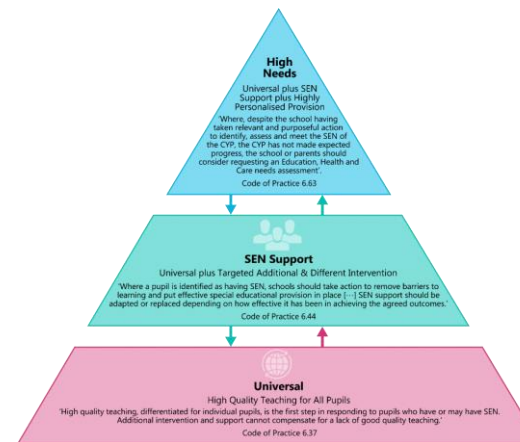 High
Needs
Universal plus SEN
Support plus Highly
Personalised Provision
'Where, despite the school having
taken relevant and purposeful action
to identify, assess and meet the SEN of
the CYP, the CYP has not made expected
progress, the school or parents should
consider requesting an Education, Health and
Care needs assessment'.
Code of Practice 6.63
SEN Support
Universal plus Targeted Additional & Different Intervention
'Where a pupil is identified as having SEN, schools should take action to remove barriers to
learning and put effective special educational provision in place [···] SEN support should be
adapted or replaced depending on how effective it has been in achieving the agreed outcomes.'
Code of Practice 6.44
Universal
High Quality Teaching for All Pupils
'High quality teaching, differentiated for individual pupils, is the first step in responding to pupils who have or may have SEN.
Additional intervention and support cannot compensate for a lack of good quality teaching.'
Code of Practice 6.37